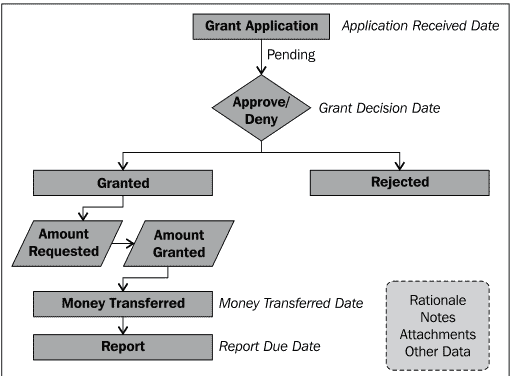 Grant Application
Application Received Date
Pending
Approve/
Deny
Grant Decision Date
Granted
Rejected
Amount
Requested
Amount
Granted
Money Transferred
Money Transferred Date
Report
Report Due Date
Rationale
Notes
Attachments
Other Data